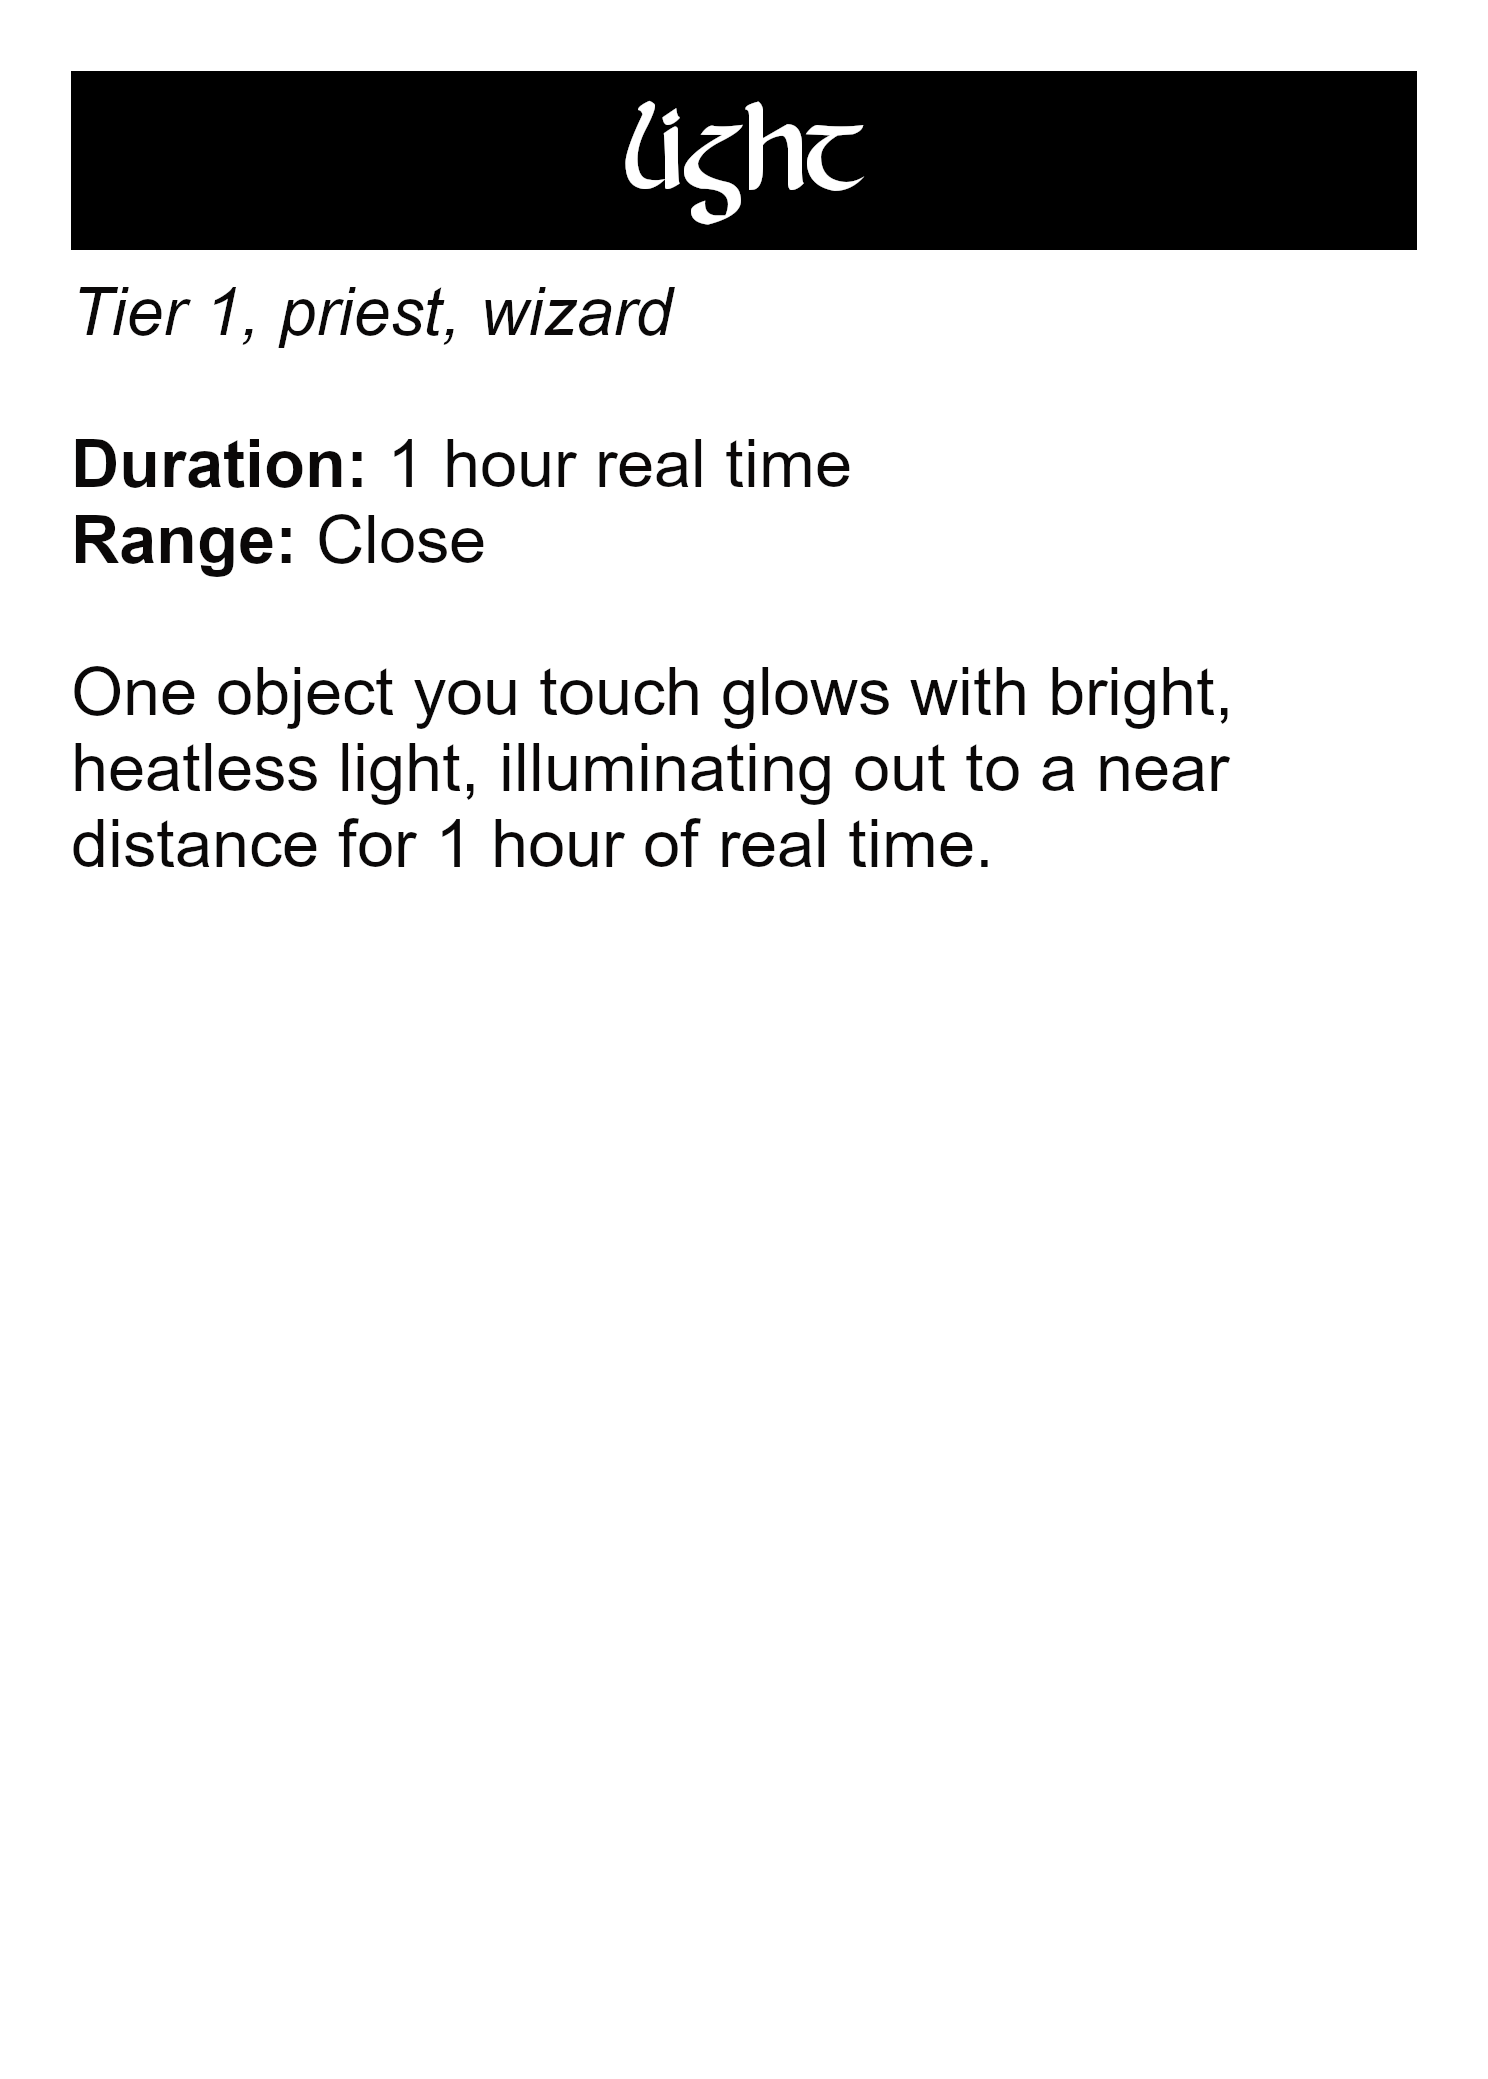 Light
Tier 1, priest, wizard
Duration: 1 hour real time
Range: Close
One object you touch glows with bright,
heatless light, illuminating out to a near
distance for 1 hour of real time.